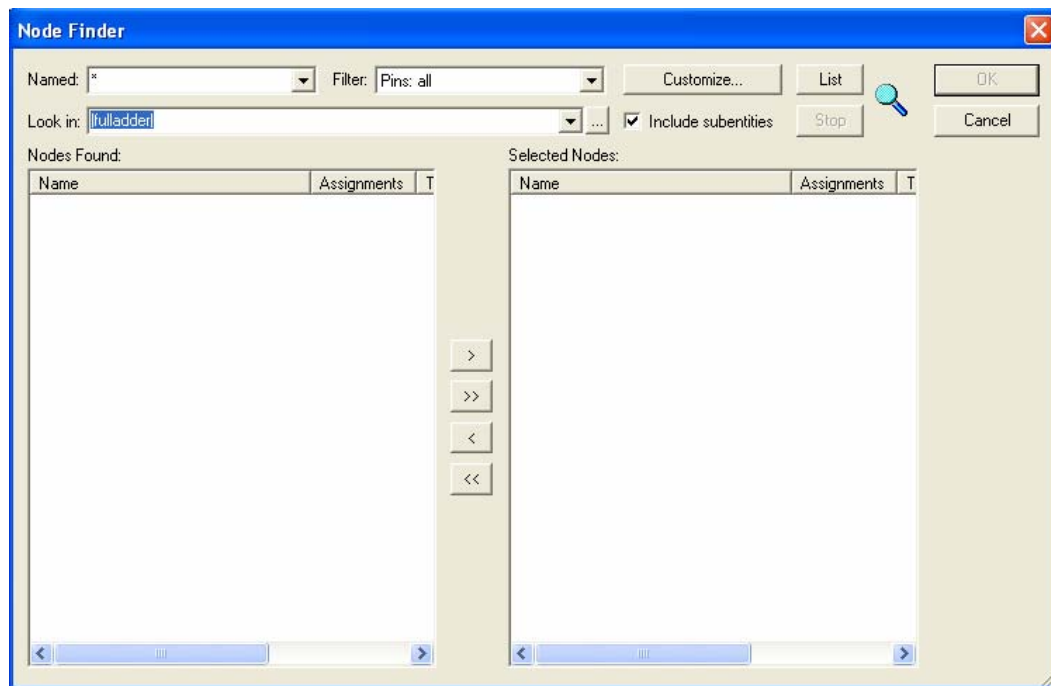 Node Finder
Named: * Filter: Pins: all Customize... List OK
Look in: |fulladder| ... Include subentities Stop Cancel
Nodes Found: Selected Nodes:
Name Assignments T Name Assignments T
>
>>
<
<<